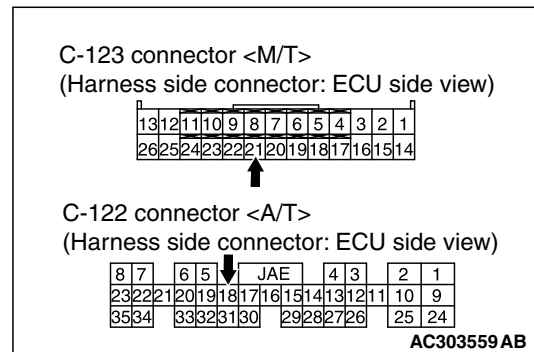 C-123 connector <M/T>
(Harness side connector: ECU side view)
13 12 11 10 9 8 7 6 5 4 3 2 1
26 25 24 23 22 21 20 19 18 17 16 15 14
C-122 connector <A/T>
(Harness side connector: ECU side view)
8 7 6 5 JAE 4 3 2 1
23 22 21 20 19 18 17 16 15 14 13 12 11 10 9
35 34 33 32 31 30 29 28 27 26 25 24
AC303559AB